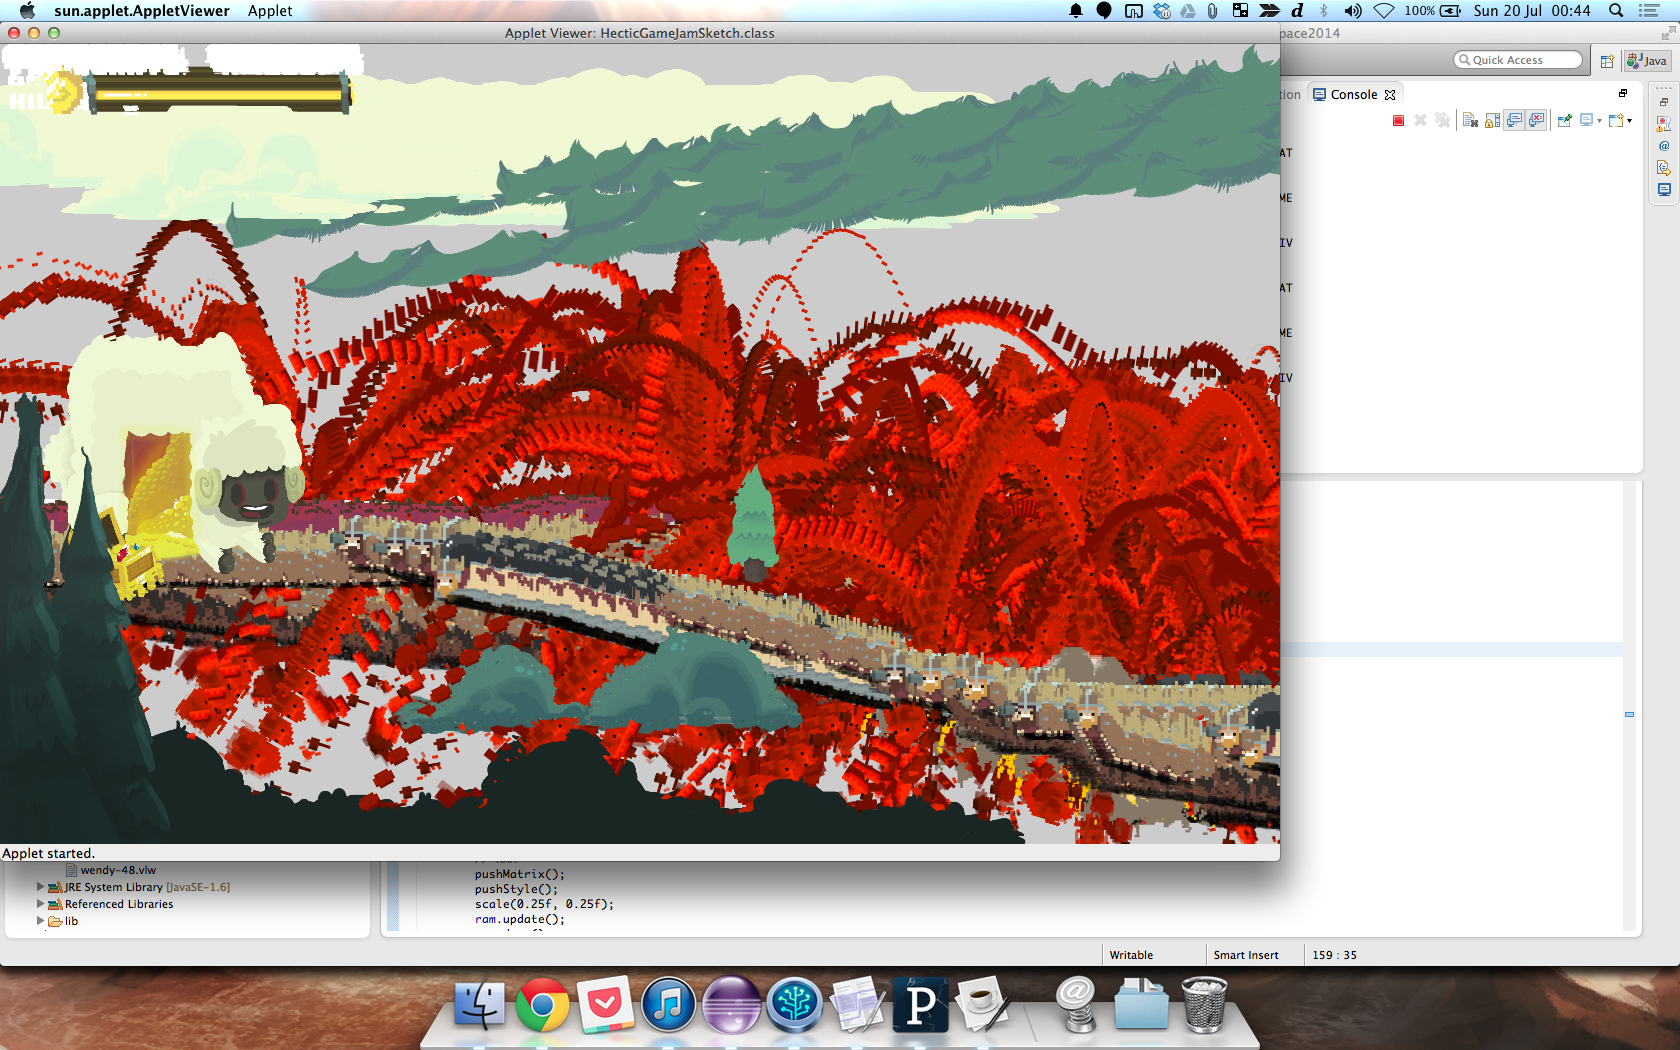 sun.applet.AppletViewer Applet
100% Sun 20 Jul 00:44
Applet Viewer: HecticGameJamSketch.class
pace2014
Quick Access
Java
tion
Console
AT
ME
IV
AT
ME
IV
KIL
Applet started.
wendy-48.vlw
JRE System Library [JavaSE-1.6]
Referenced Libraries
lib
pushMatrix();
pushStyle();
scale(0.25f, 0.25f);
ram.update();
Writable
Smart Insert
159 : 35
P